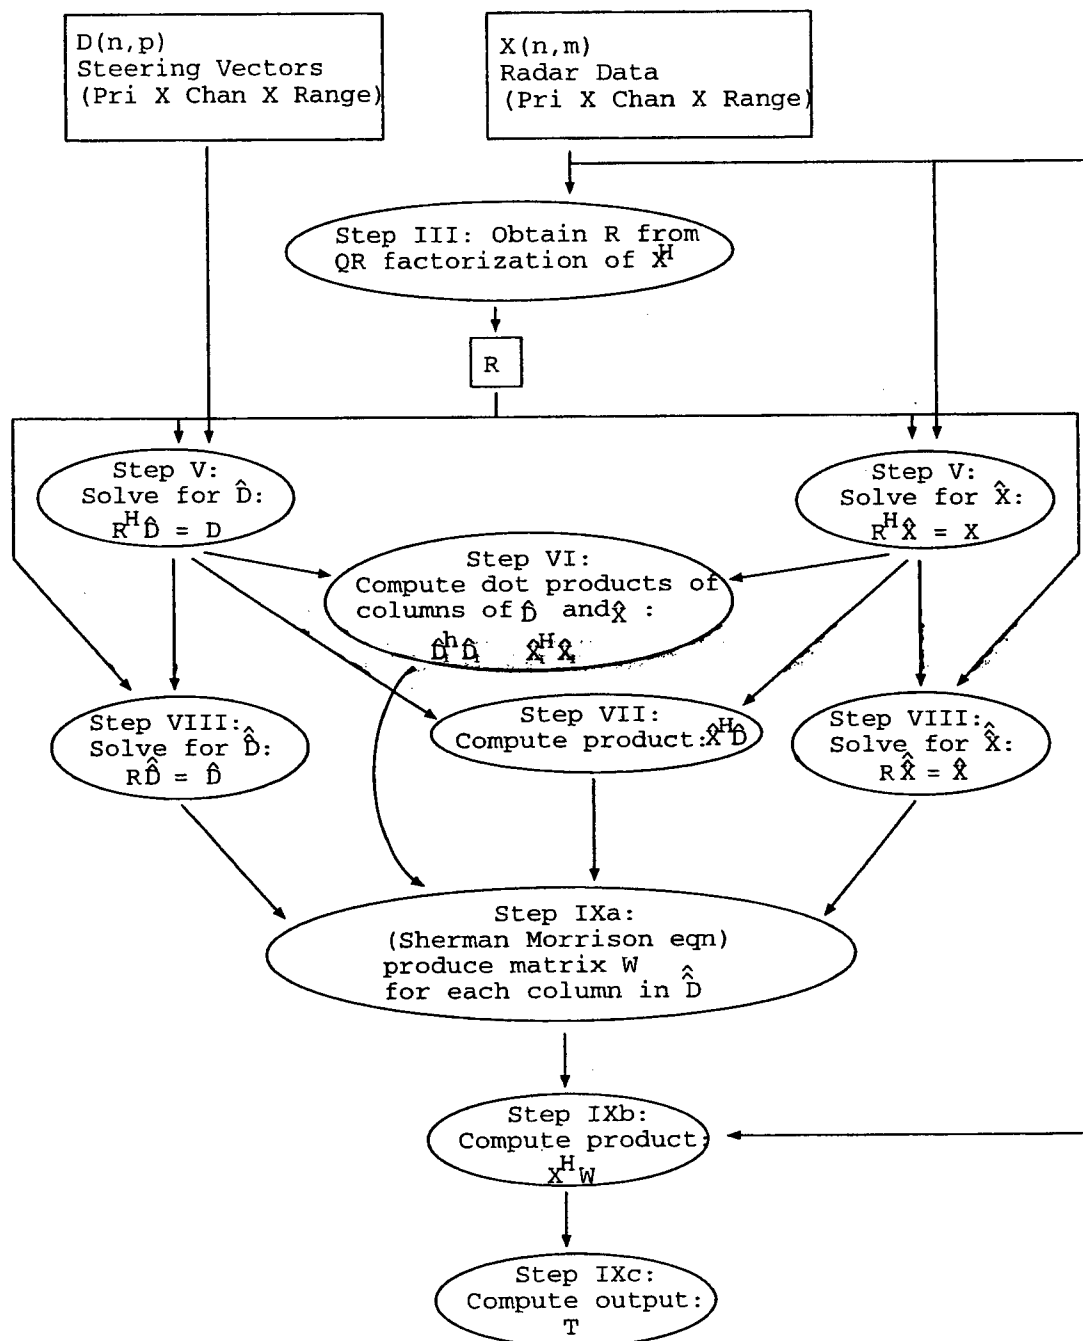 D(n,p)
Steering Vectors
(Pri X Chan X Range)
X(n,m)
Radar Data
(Pri X Chan X Range)
Step III: Obtain R from
QR factorization of X^H
R
Step V:
Solve for D̂:
R^H D̂ = D
Step V:
Solve for X̂:
R^H X̂ = X
Step VI:
Compute dot products of
columns of D̂ and X̂ :
D̂ᵢ^h D̂ᵢ X̂ᵢ^H X̂ᵢ
Step VIII:
Solve for D̂̂:
R D̂̂ = D̂
Step VII:
Compute product: X̂^H D̂
Step VIII:
Solve for X̂̂:
R X̂̂ = X̂
Step IXa:
(Sherman Morrison eqn)
produce matrix W
for each column in D̂̂
Step IXb:
Compute product:
X^H W
Step IXc:
Compute output:
T